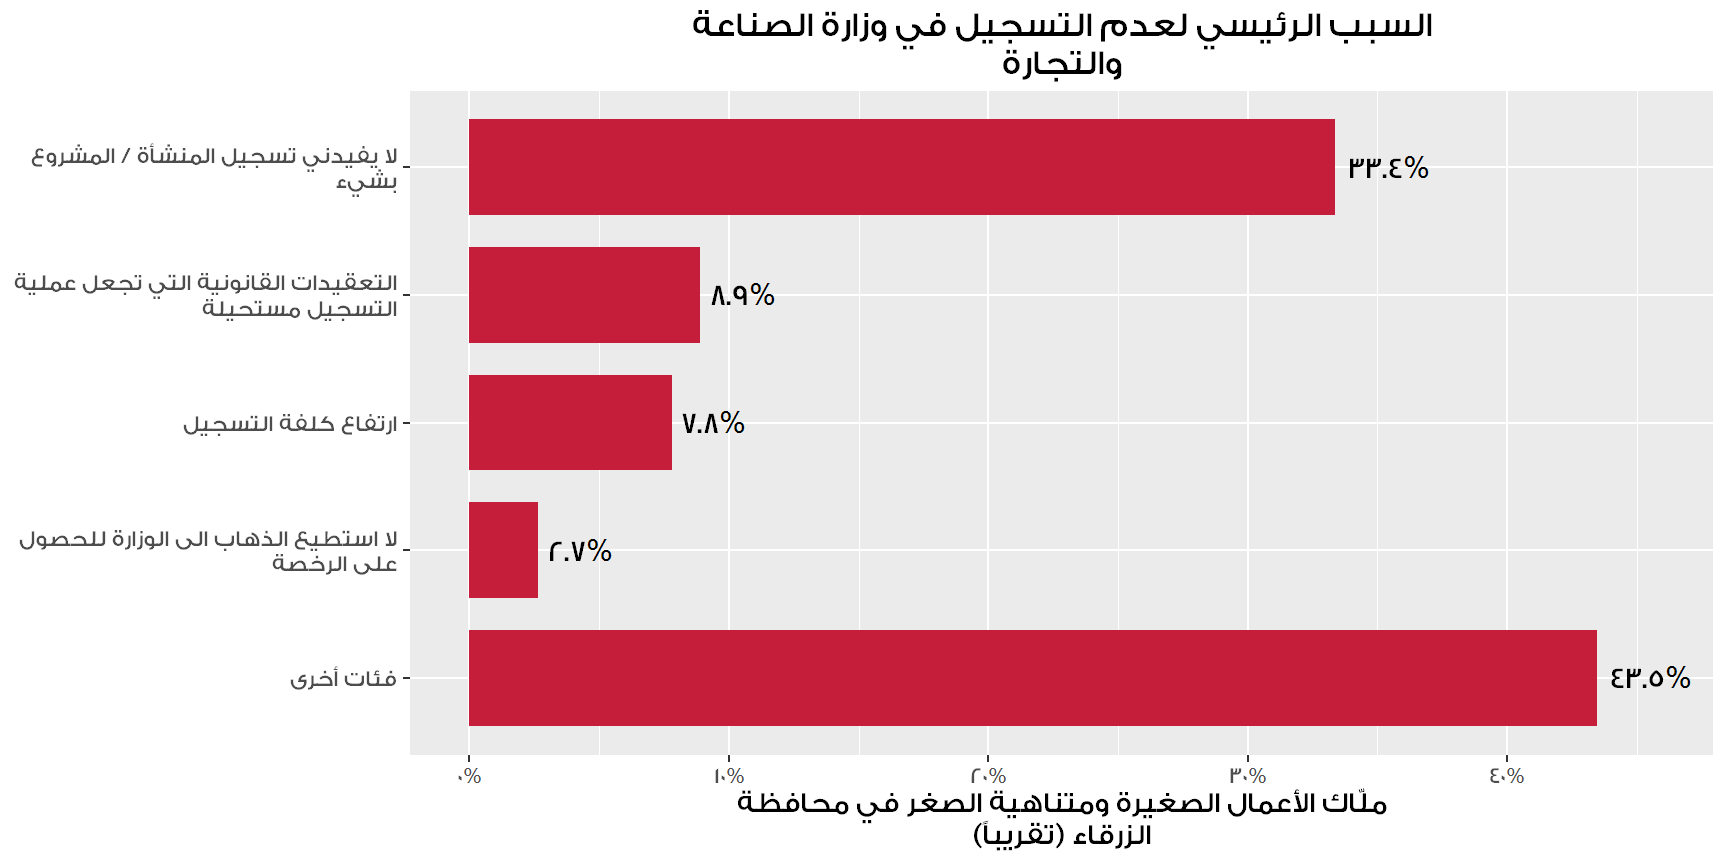 السبب الرئيسي لعدم التسجيل في وزارة الصناعة
والتجارة
لا يفيدني تسجيل المنشأة / المشروع
بشيء
٣٣.٤%
التعقيدات القانونية التي تجعل عملية
التسجيل مستحيلة
٨.٩%
ارتفاع كلفة التسجيل
٧.٨%
لا استطيع الذهاب الى الوزارة للحصول
على الرخصة
٢.٧%
فئات أخرى
٤٣.٥%
٠% ١٠% ٢٠% ٣٠% ٤٠%
ملّاك الأعمال الصغيرة ومتناهية الصغر في محافظة
الزرقاء (تقريباً)